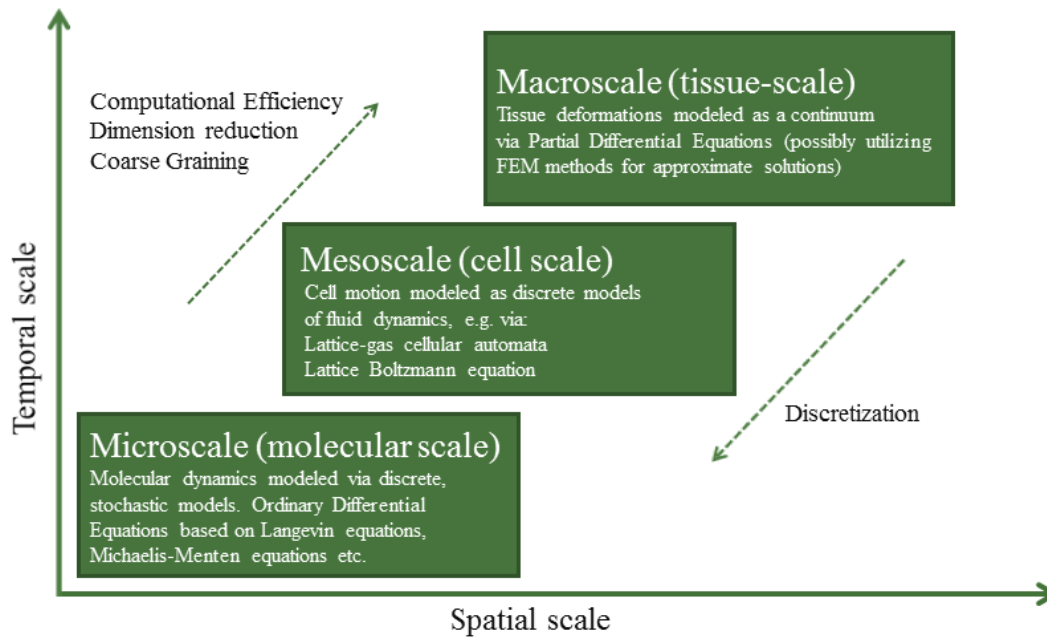 Computational Efficiency
Dimension reduction
Coarse Graining
Macroscale (tissue-scale)
Tissue deformations modeled as a continuum
via Partial Differential Equations (possibly utilizing
FEM methods for approximate solutions)
Mesoscale (cell scale)
Cell motion modeled as discrete models
of fluid dynamics, e.g. via:
Lattice-gas cellular automata
Lattice Boltzmann equation
Discretization
Microscale (molecular scale)
Molecular dynamics modeled via discrete,
stochastic models. Ordinary Differential
Equations based on Langevin equations,
Michaelis-Menten equations etc.
Temporal scale
Spatial scale